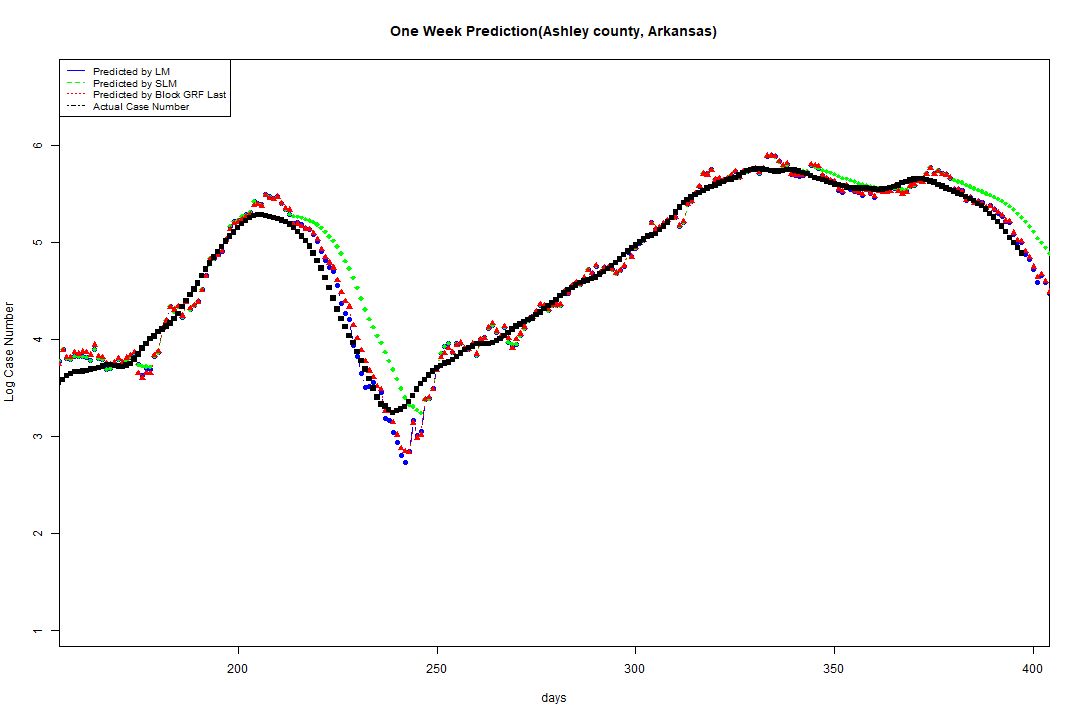 One Week Prediction(Ashley county, Arkansas)
Predicted by LM
Predicted by SLM
Predicted by Block GRF Last
Actual Case Number
6
5
4
3
2
1
Log Case Number
200 250 300 350 400
days